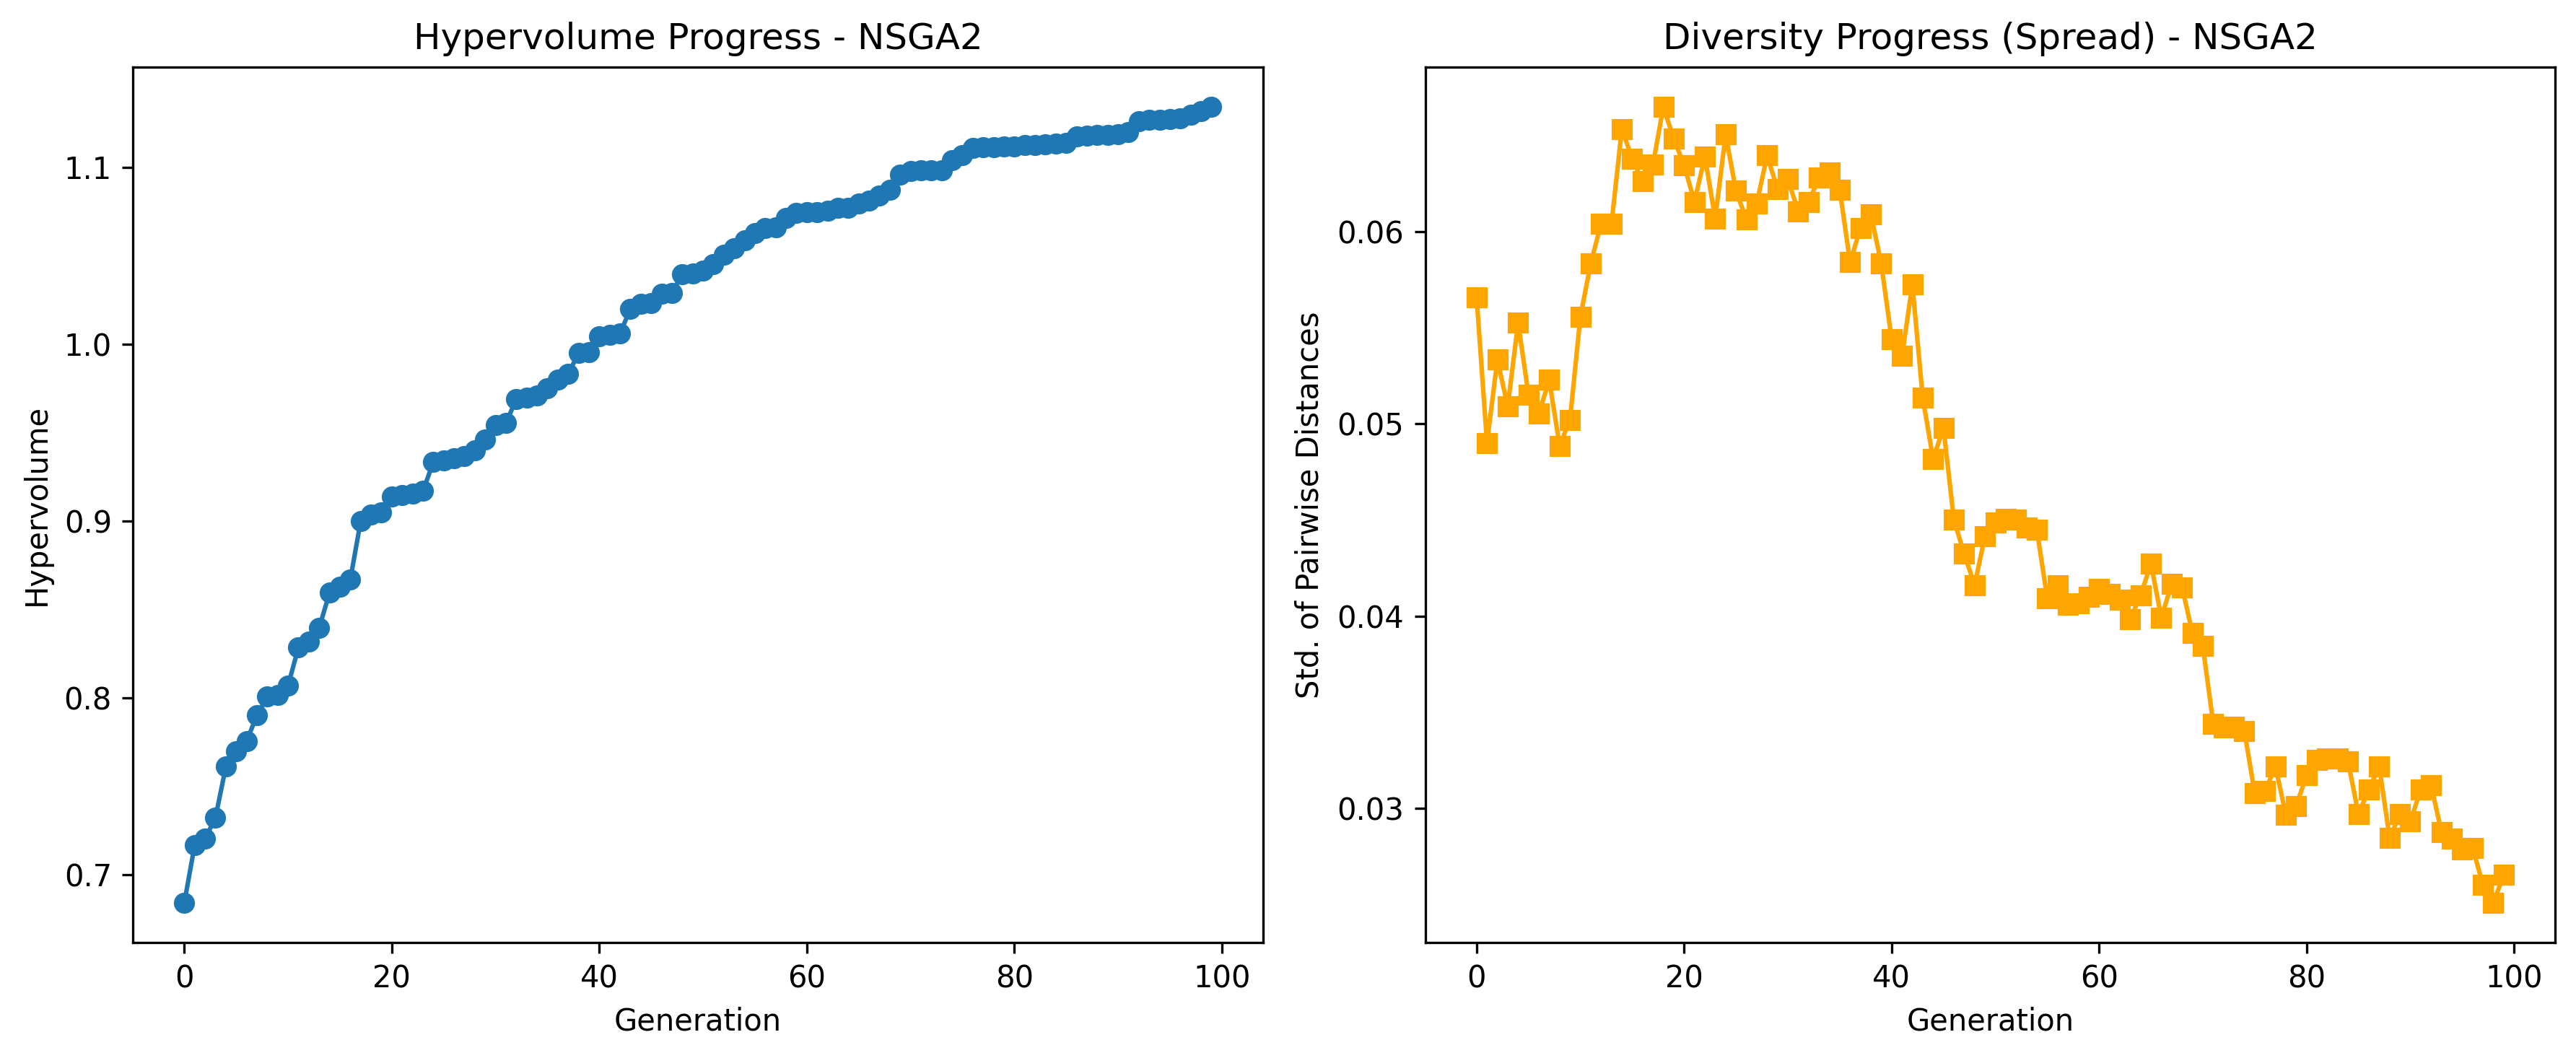 Hypervolume Progress - NSGA2
Hypervolume
1.1
1.0
0.9
0.8
0.7
0 20 40 60 80 100
Generation
Diversity Progress (Spread) - NSGA2
Std. of Pairwise Distances
0.06
0.05
0.04
0.03
0 20 40 60 80 100
Generation